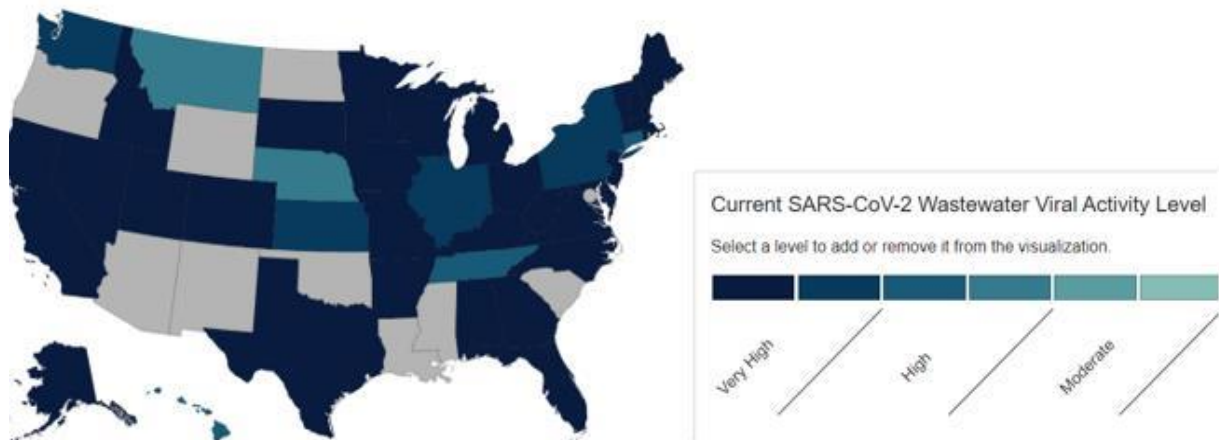 Current SARS-CoV-2 Wastewater Viral Activity Level
Select a level to add or remove it from the visualization.
Very High
High
Moderate